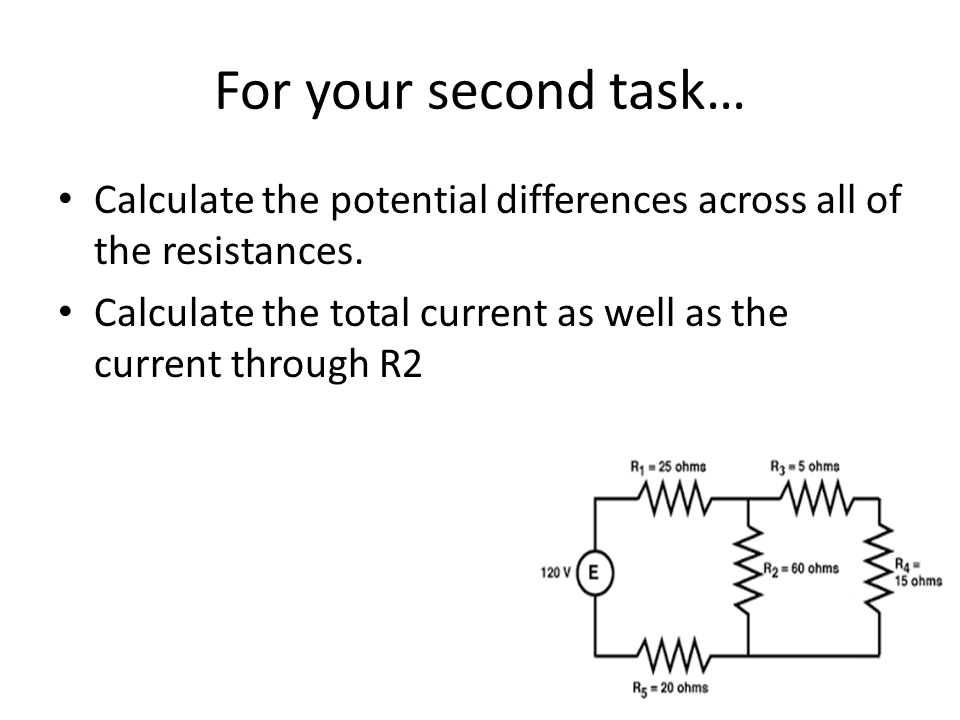 For your second task…
• Calculate the potential differences across all of
the resistances.
• Calculate the total current as well as the
current through R2
R1 = 25 ohms
R3 = 5 ohms
120 V
E
R2 = 60 ohms
R4 =
15 ohms
R5 = 20 ohms